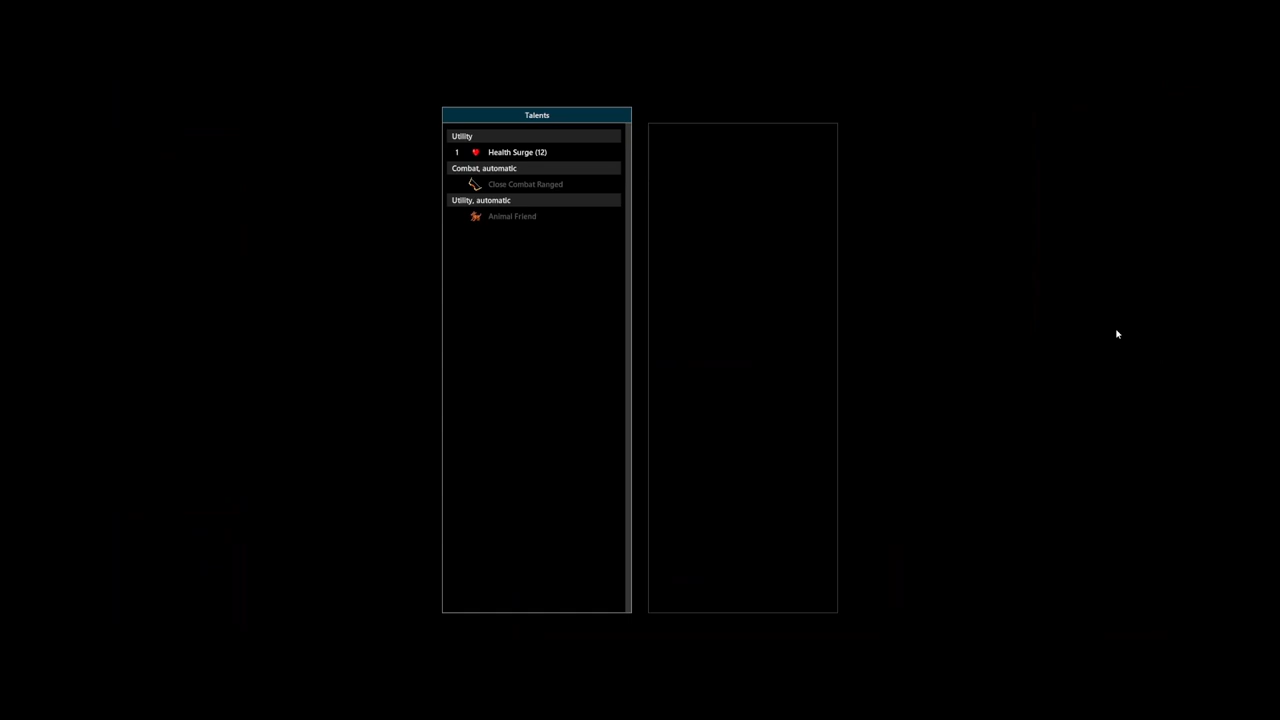 Talents
Utility
1 Health Surge (12)
Combat, automatic
Close Combat Ranged
Utility, automatic
Animal Friend